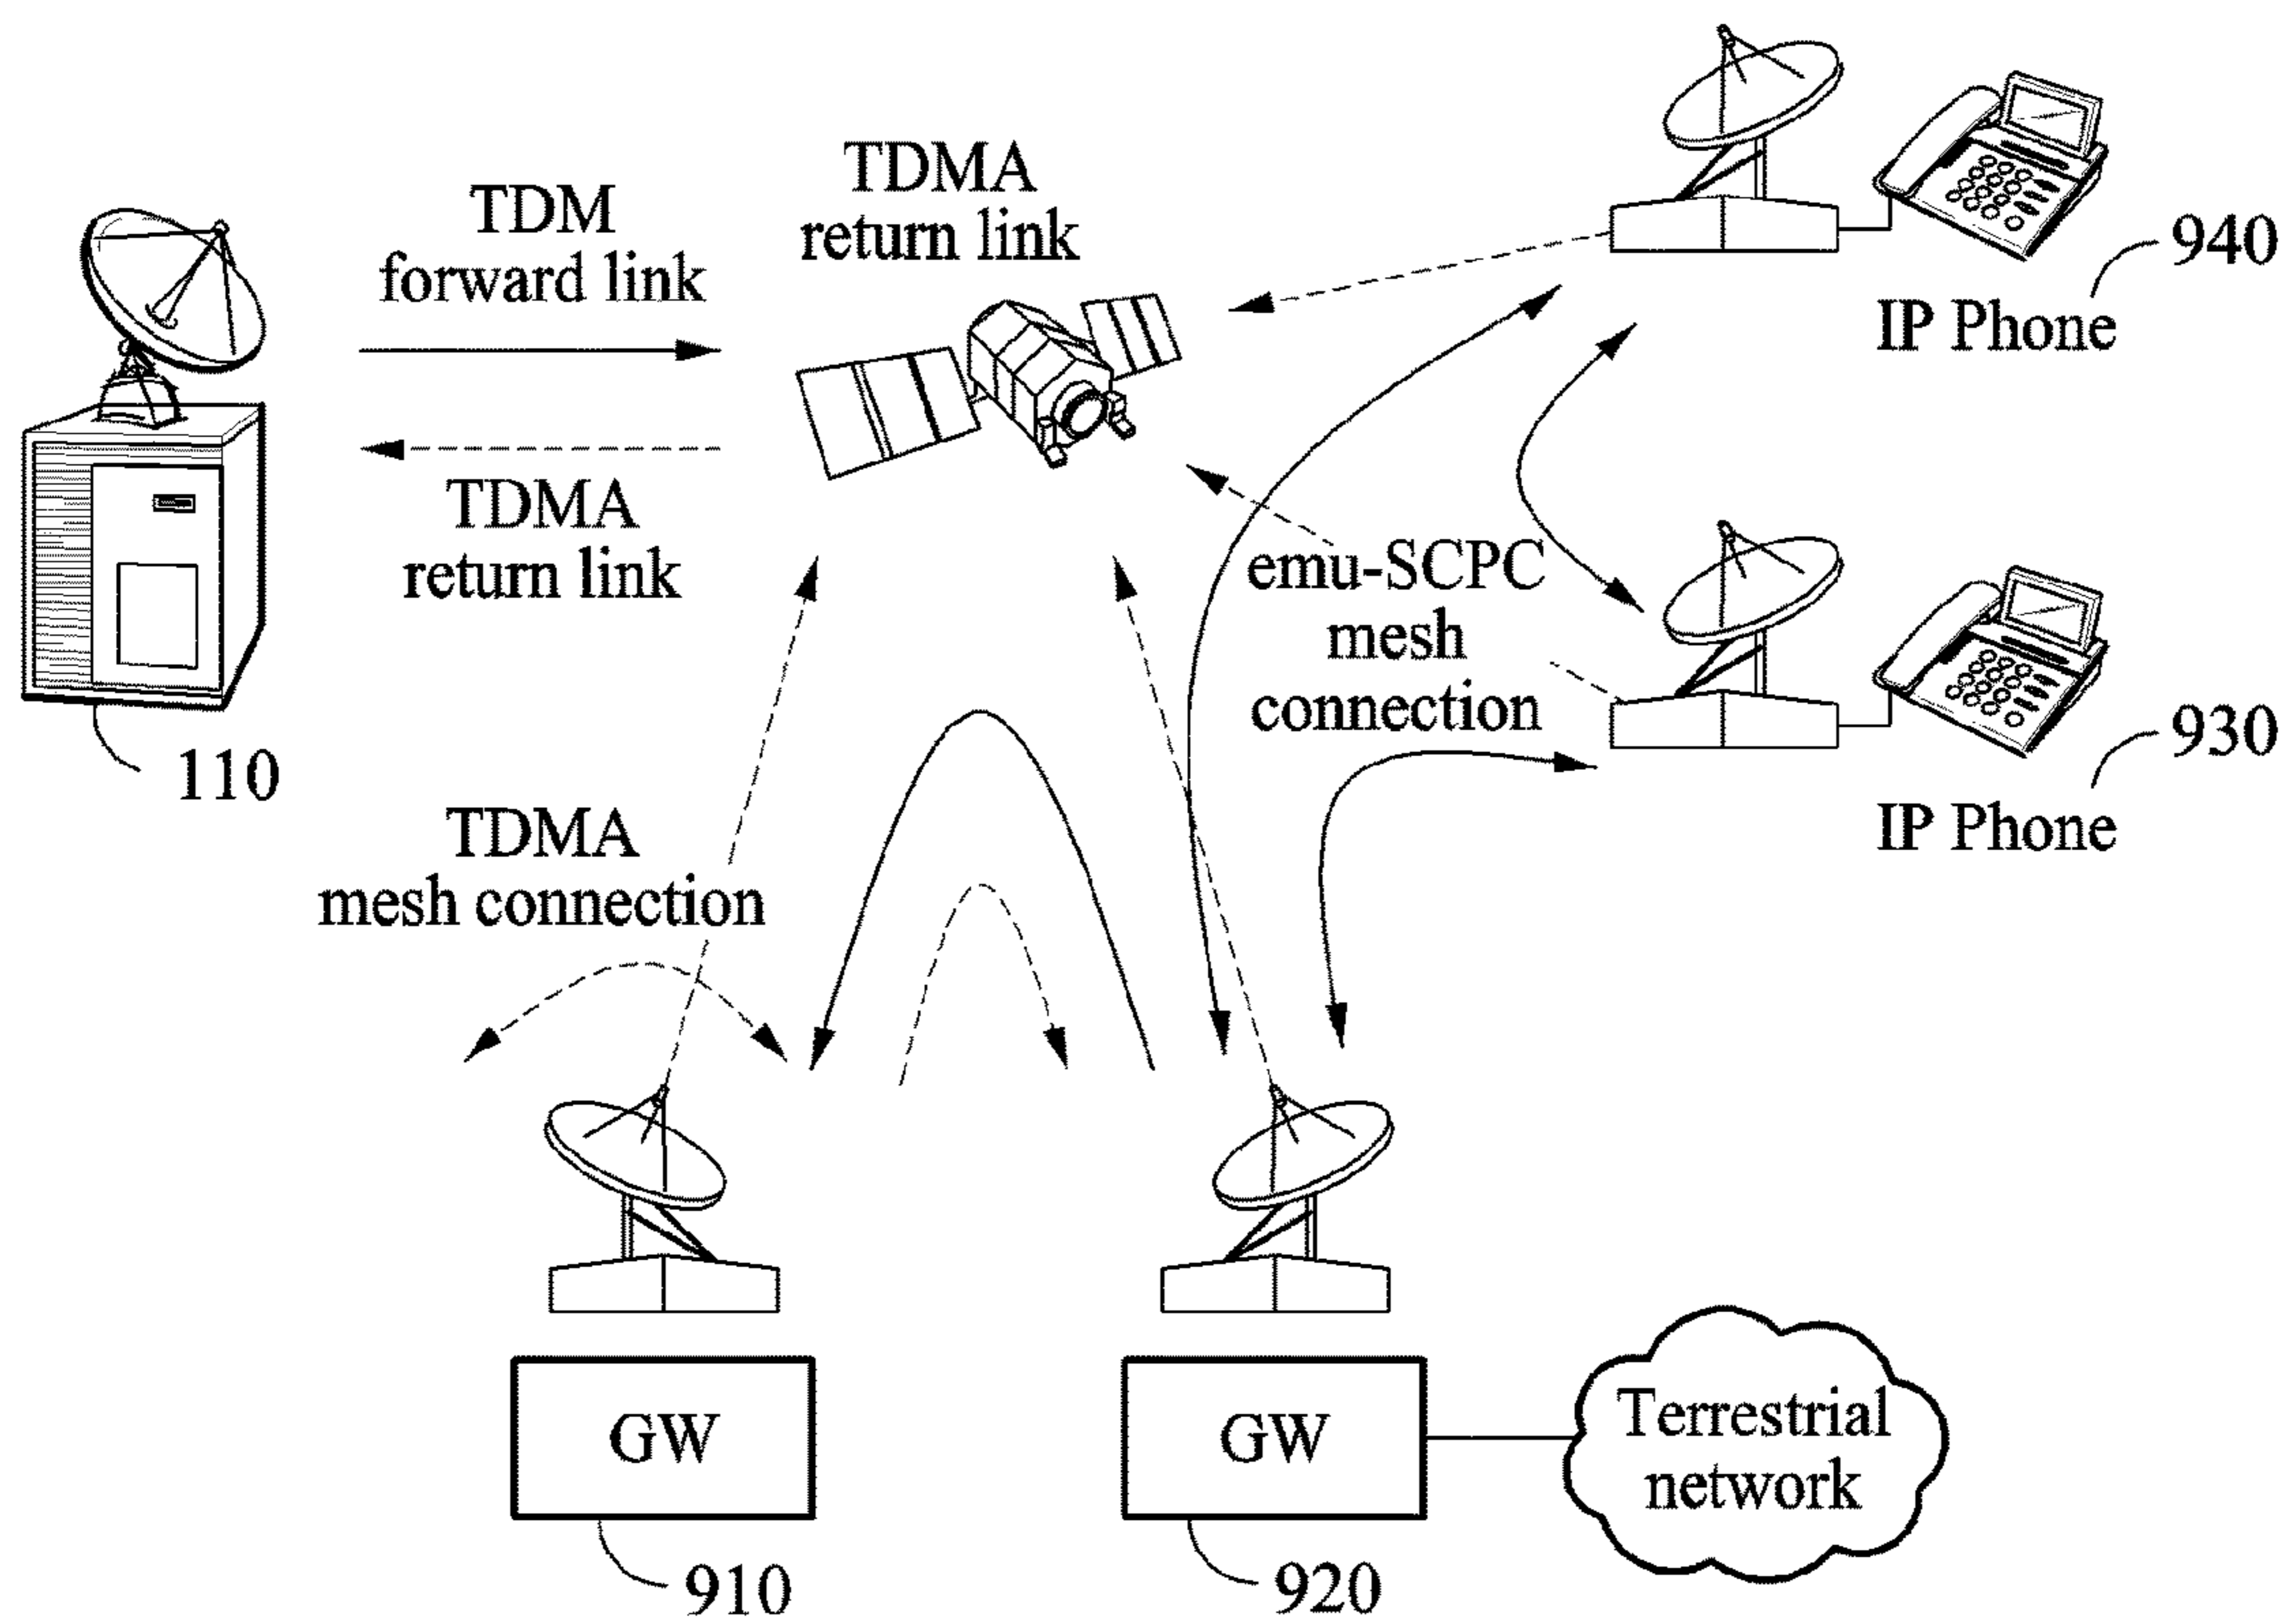 TDM
forward link
TDMA
return link
940
IP Phone
TDMA
return link
emu-SCPC
mesh
connection
930
IP Phone
110
TDMA
mesh connection
GW
910
GW
920
Terrestrial
network